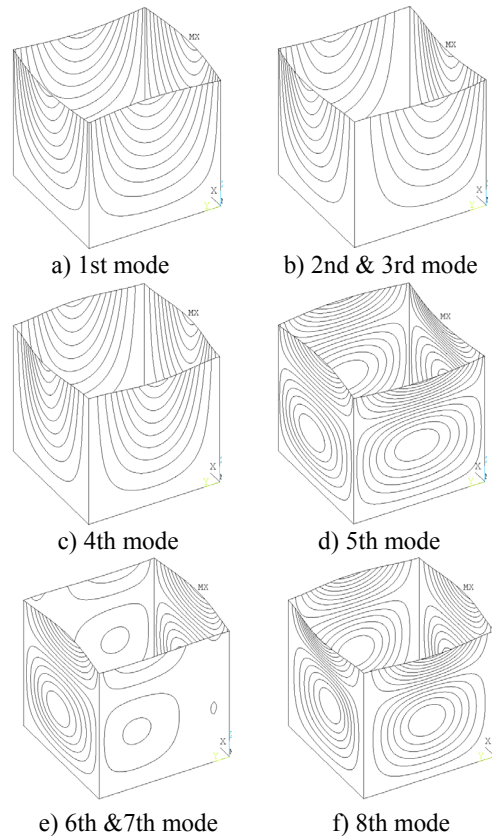 MX
X
Y
a) 1st mode
MX
X
Y
b) 2nd & 3rd mode
MX
X
Y
c) 4th mode
MX
X
Y
d) 5th mode
MX
X
Y
e) 6th &7th mode
MX
X
Y
f) 8th mode